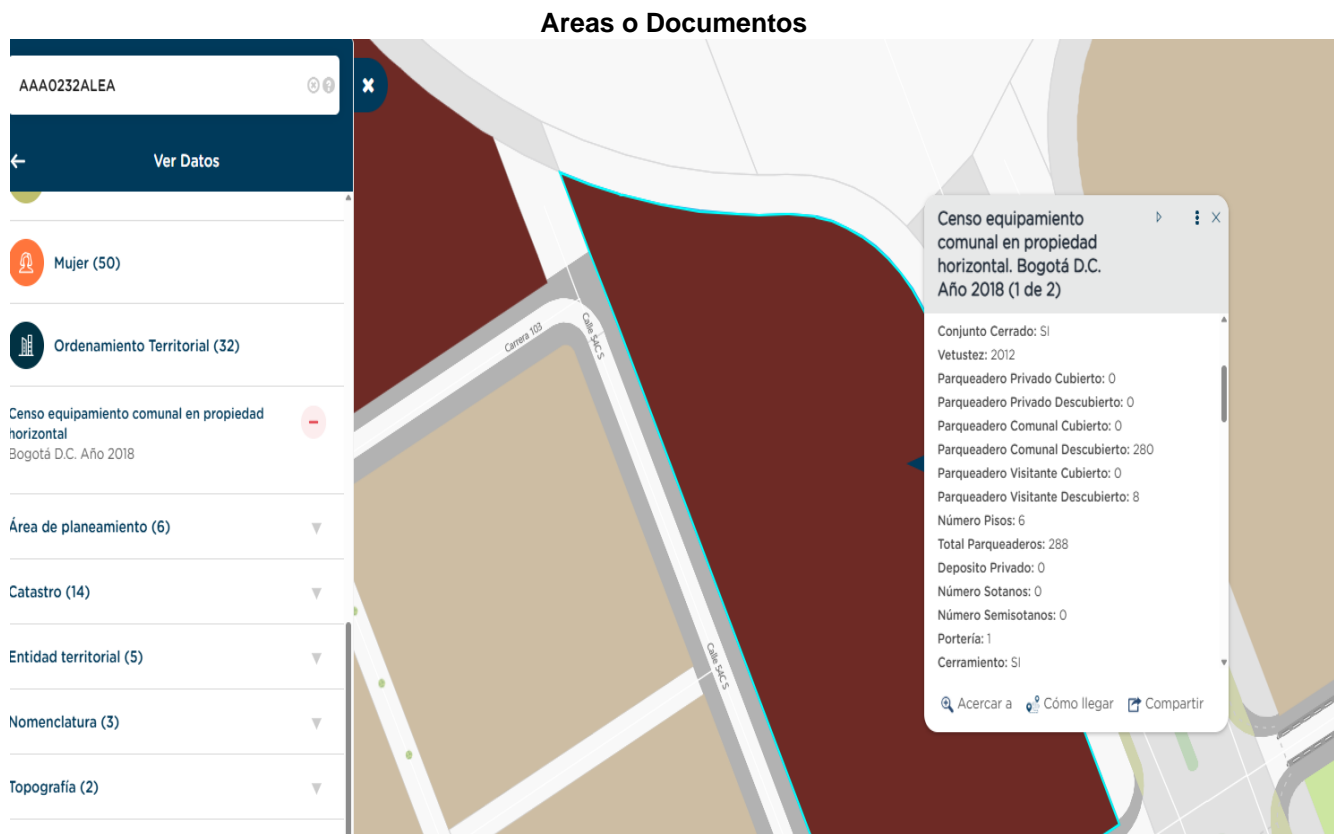 Areas o Documentos
AAA0232ALEA
Ver Datos
Mujer (50)
Ordenamiento Territorial (32)
Censo equipamiento comunal en propiedad
horizontal
Bogotá D.C. Año 2018
Área de planeamiento (6)
Catastro (14)
Entidad territorial (5)
Nomenclatura (3)
Topografía (2)
Carrera 103
Calle 54C S
Calle 54C S
Censo equipamiento
comunal en propiedad
horizontal. Bogotá D.C.
Año 2018 (1 de 2)
Conjunto Cerrado: SI
Vetustez: 2012
Parqueadero Privado Cubierto: 0
Parqueadero Privado Descubierto: 0
Parqueadero Comunal Cubierto: 0
Parqueadero Comunal Descubierto: 280
Parqueadero Visitante Cubierto: 0
Parqueadero Visitante Descubierto: 8
Número Pisos: 6
Total Parqueaderos: 288
Deposito Privado: 0
Número Sotanos: 0
Número Semisotanos: 0
Portería: 1
Cerramiento: SI
Acercar a Cómo llegar Compartir